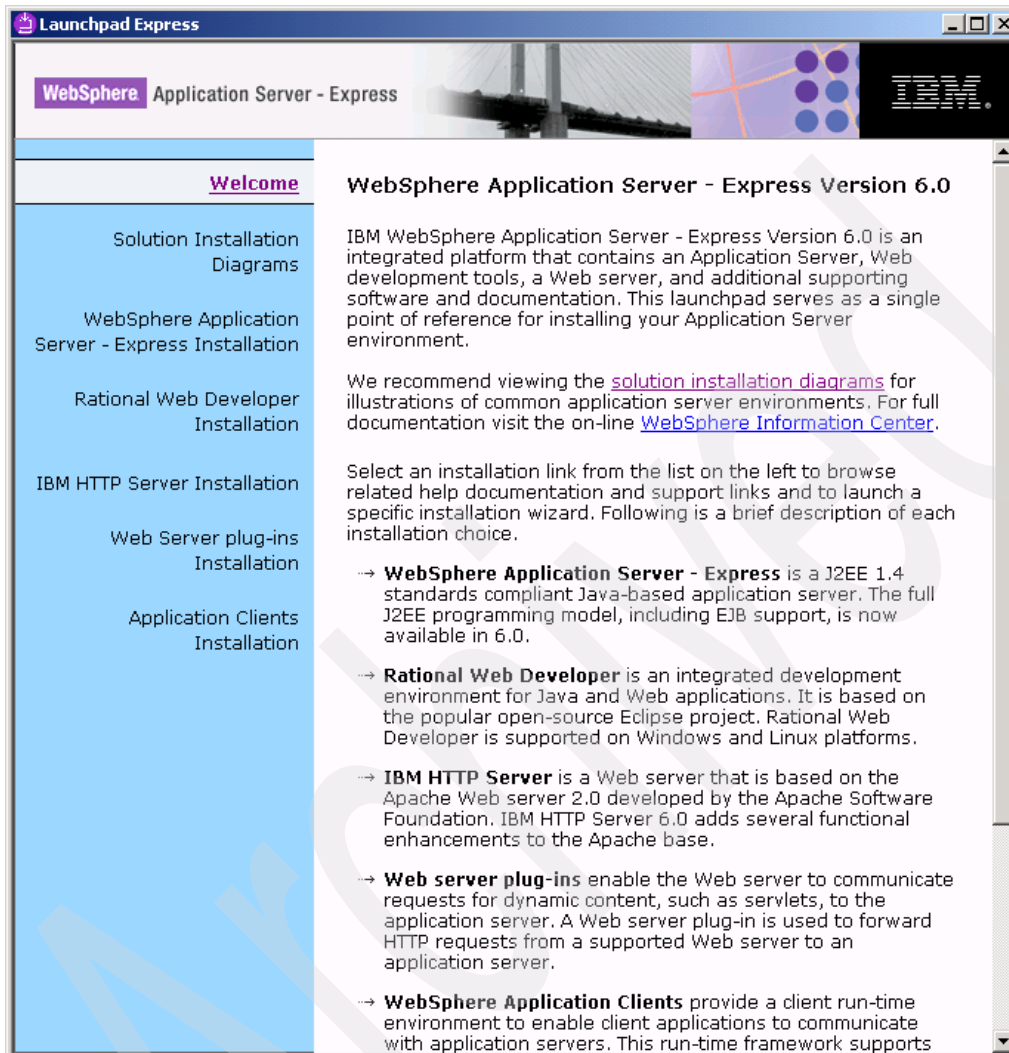 Launchpad Express
WebSphere. Application Server - Express
IBM.
Welcome
Solution Installation
Diagrams
WebSphere Application
Server - Express Installation
Rational Web Developer
Installation
IBM HTTP Server Installation
Web Server plug-ins
Installation
Application Clients
Installation
WebSphere Application Server - Express Version 6.0
IBM WebSphere Application Server - Express Version 6.0 is an
integrated platform that contains an Application Server, Web
development tools, a Web server, and additional supporting
software and documentation. This launchpad serves as a single
point of reference for installing your Application Server
environment.
We recommend viewing the solution installation diagrams for
illustrations of common application server environments. For full
documentation visit the on-line WebSphere Information Center.
Select an installation link from the list on the left to browse
related help documentation and support links and to launch a
specific installation wizard. Following is a brief description of each
installation choice.
WebSphere Application Server - Express is a J2EE 1.4
standards compliant Java-based application server. The full
J2EE programming model, including EJB support, is now
available in 6.0.
Rational Web Developer is an integrated development
environment for Java and Web applications. It is based on
the popular open-source Eclipse project. Rational Web
Developer is supported on Windows and Linux platforms.
IBM HTTP Server is a Web server that is based on the
Apache Web server 2.0 developed by the Apache Software
Foundation. IBM HTTP Server 6.0 adds several functional
enhancements to the Apache base.
Web server plug-ins enable the Web server to communicate
requests for dynamic content, such as servlets, to the
application server. A Web server plug-in is used to forward
HTTP requests from a supported Web server to an
application server.
WebSphere Application Clients provide a client run-time
environment to enable client applications to communicate
with application servers. This run-time framework supports
Archived